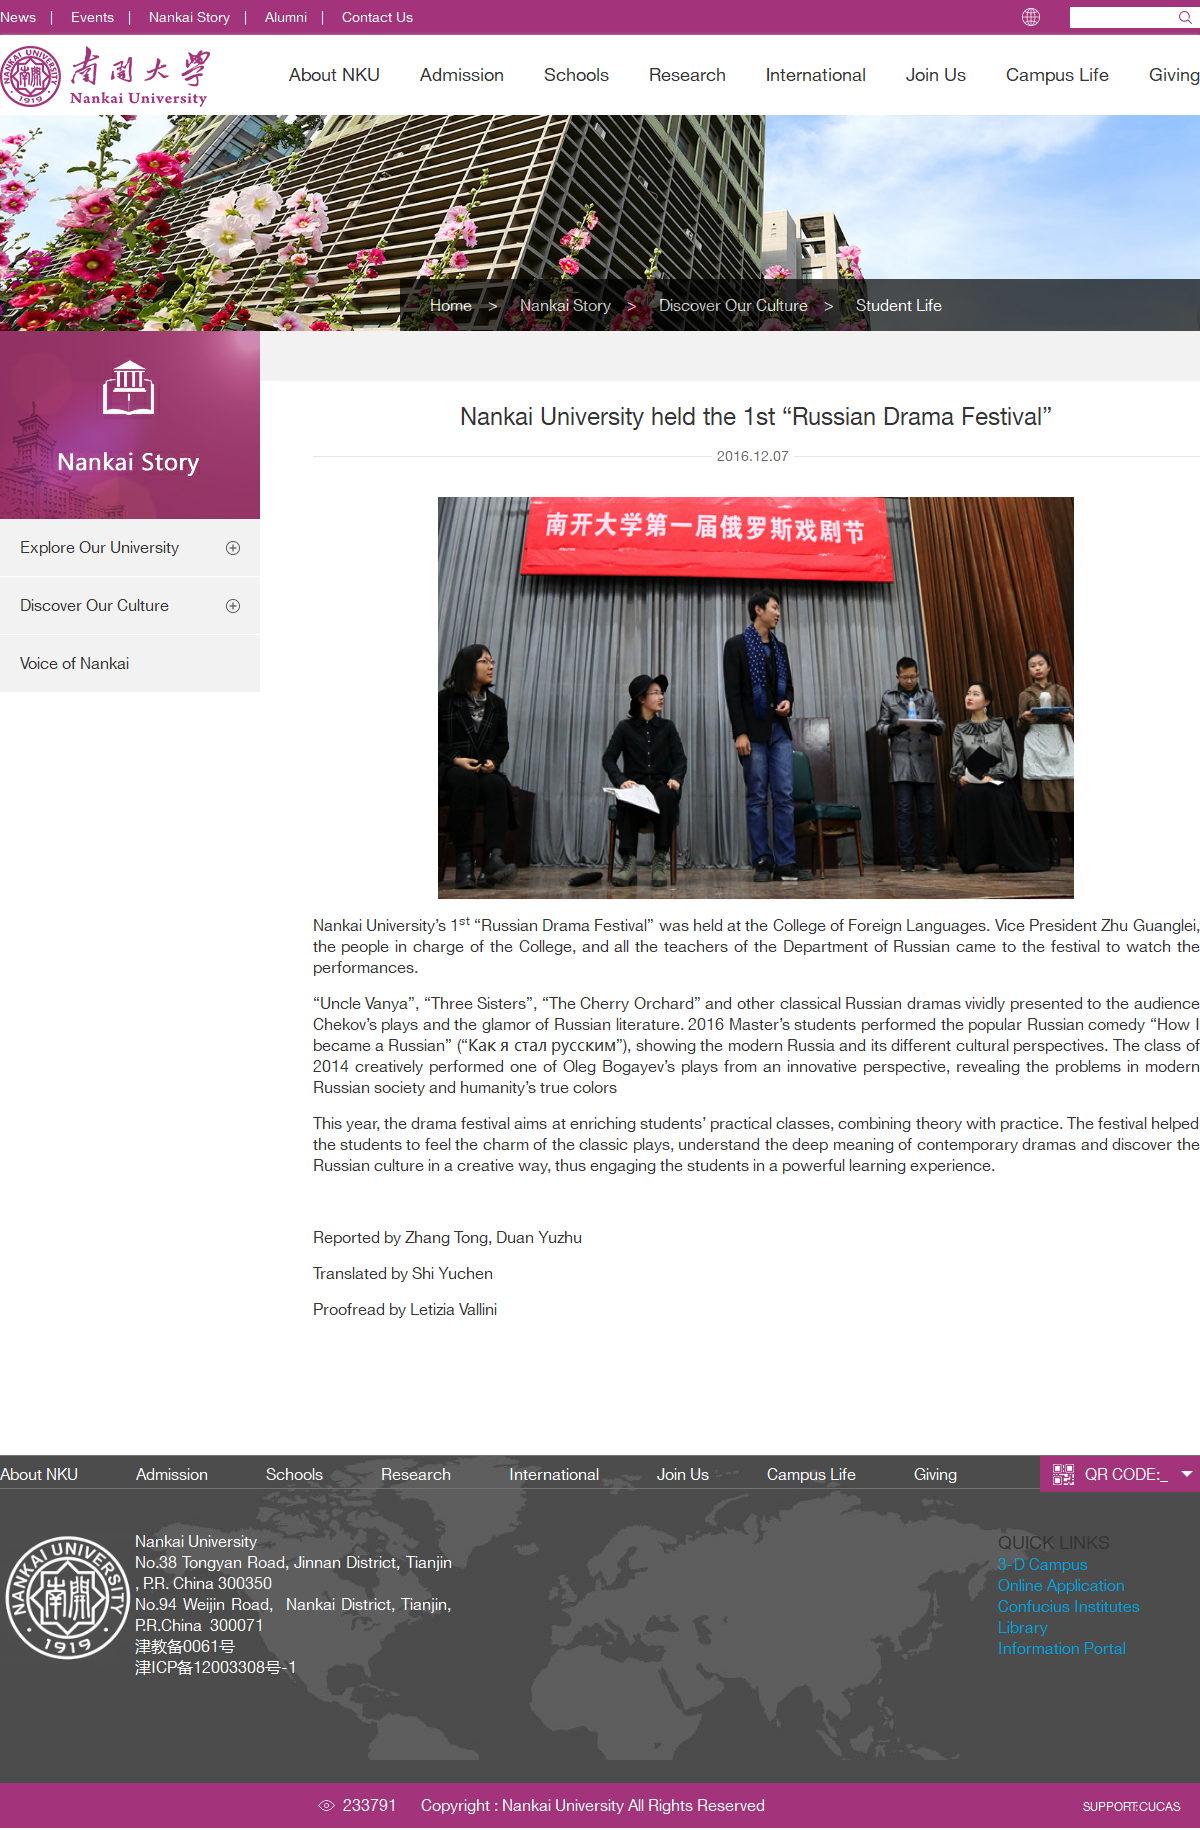 News | Events | Nankai Story | Alumni | Contact Us
NANKAI UNIVERSITY
1919
南開大學
Nankai University
About NKU Admission Schools Research International Join Us Campus Life Giving
Home > Nankai Story > Discover Our Culture > Student Life
Nankai Story
Explore Our University
Discover Our Culture
Voice of Nankai
Nankai University held the 1st “Russian Drama Festival”
2016.12.07
南开大学第一届俄罗斯戏剧节
Nankai University’s 1st “Russian Drama Festival” was held at the College of Foreign Languages. Vice President Zhu Guanglei,
the people in charge of the College, and all the teachers of the Department of Russian came to the festival to watch the
performances.
“Uncle Vanya”, “Three Sisters”, “The Cherry Orchard” and other classical Russian dramas vividly presented to the audience
Chekov’s plays and the glamor of Russian literature. 2016 Master’s students performed the popular Russian comedy “How I
became a Russian” (“Как я стал русским”), showing the modern Russia and its different cultural perspectives. The class of
2014 creatively performed one of Oleg Bogayev’s plays from an innovative perspective, revealing the problems in modern
Russian society and humanity’s true colors
This year, the drama festival aims at enriching students’ practical classes, combining theory with practice. The festival helped
the students to feel the charm of the classic plays, understand the deep meaning of contemporary dramas and discover the
Russian culture in a creative way, thus engaging the students in a powerful learning experience.
Reported by Zhang Tong, Duan Yuzhu
Translated by Shi Yuchen
Proofread by Letizia Vallini
About NKU Admission Schools Research International Join Us Campus Life Giving QR CODE:_
NANKAI UNIVERSITY
南開
1919
Nankai University
No.38 Tongyan Road, Jinnan District, Tianjin
, P.R. China 300350
No.94 Weijin Road, Nankai District, Tianjin,
P.R.China 300071
津教备0061号
津ICP备12003308号-1
QUICK LINKS
3-D Campus
Online Application
Confucius Institutes
Library
Information Portal
233791 Copyright : Nankai University All Rights Reserved
SUPPORT:CUCAS